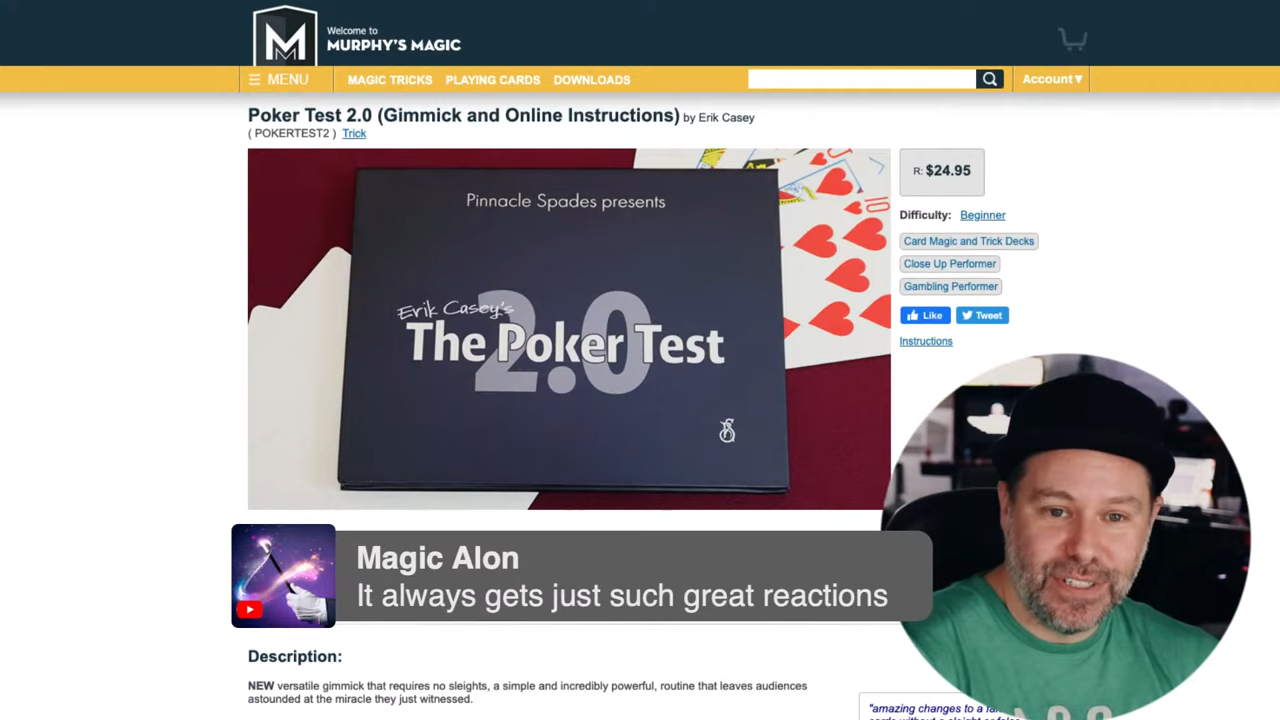 Welcome to
MURPHY'S MAGIC
MENU
MAGIC TRICKS
PLAYING CARDS
DOWNLOADS
Account▼
Poker Test 2.0 (Gimmick and Online Instructions) by Erik Casey
( POKERTEST2 ) Trick
Pinnacle Spades presents
Erik Casey's
2.0
The Poker Test
R: $24.95
Difficulty: Beginner
Card Magic and Trick Decks
Close Up Performer
Gambling Performer
Like
Tweet
Instructions
Magic Alon
It always gets just such great reactions
Description:
NEW versatile gimmick that requires no sleights, a simple and incredibly powerful, routine that leaves audiences
astounded at the miracle they just witnessed.
"amazing changes to a